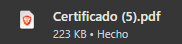 Certificado (5).pdf
223 KB • Hecho